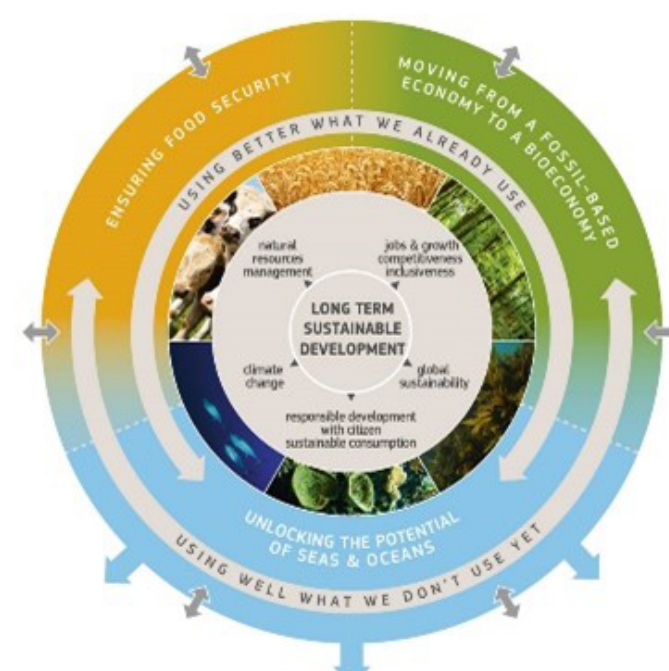 ENSURING FOOD SECURITY
MOVING FROM A FOSSIL-BASED
ECONOMY TO A BIOECONOMY
USING BETTER WHAT WE ALREADY USE
natural
resources
management
jobs & growth
competitiveness
inclusiveness
LONG TERM
SUSTAINABLE
DEVELOPMENT
climate
change
global
sustainability
responsible development
with citizen
sustainable consumption
UNLOCKING THE POTENTIAL
OF SEAS & OCEANS
USING WELL WHAT WE DON'T USE YET